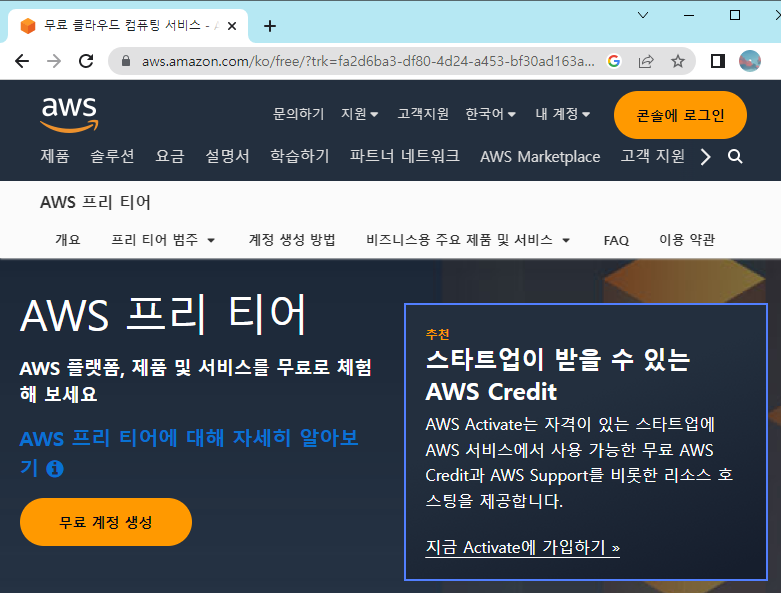 무료 클라우드 컴퓨팅 서비스 - A
aws.amazon.com/ko/free/?trk=fa2d6ba3-df80-4d24-a453-bf30ad163a...
aws
문의하기 지원 고객지원 한국어 내 계정 콘솔에 로그인
제품 솔루션 요금 설명서 학습하기 파트너 네트워크 AWS Marketplace 고객 지원
AWS 프리 티어
개요 프리 티어 범주 계정 생성 방법 비즈니스용 주요 제품 및 서비스 FAQ 이용 약관
AWS 프리 티어
AWS 플랫폼, 제품 및 서비스를 무료로 체험
해 보세요
AWS 프리 티어에 대해 자세히 알아보
기
무료 계정 생성
추천
스타트업이 받을 수 있는
AWS Credit
AWS Activate는 자격이 있는 스타트업에
AWS 서비스에서 사용 가능한 무료 AWS
Credit과 AWS Support를 비롯한 리소스 호
스팅을 제공합니다.
지금 Activate에 가입하기 »